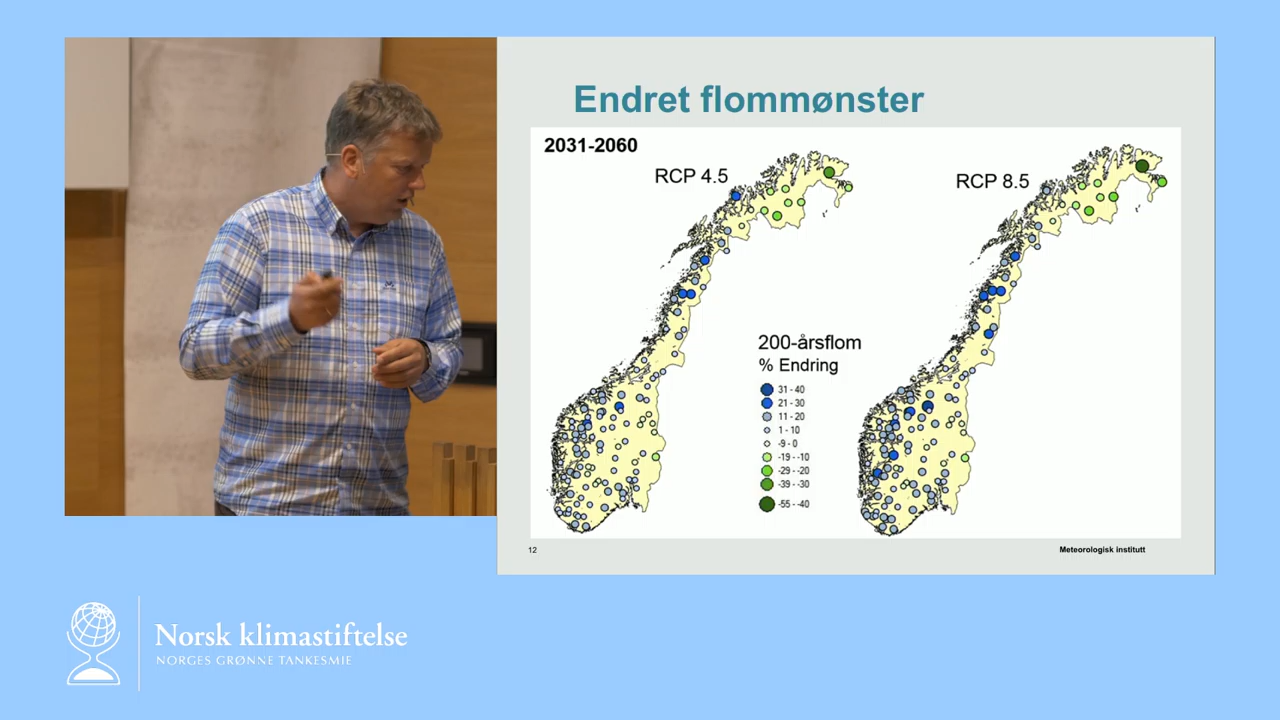 Endret flommønster
2031-2060
RCP 4.5
RCP 8.5
200-årsflom
% Endring
31 - 40
21 - 30
11 - 20
1 - 10
-9 - 0
-19 - -10
-29 - -20
-39 - -30
-55 - -40
12
Meteorologisk institutt
Norsk klimastiftelse
NORGES GRØNNE TANKESMIE